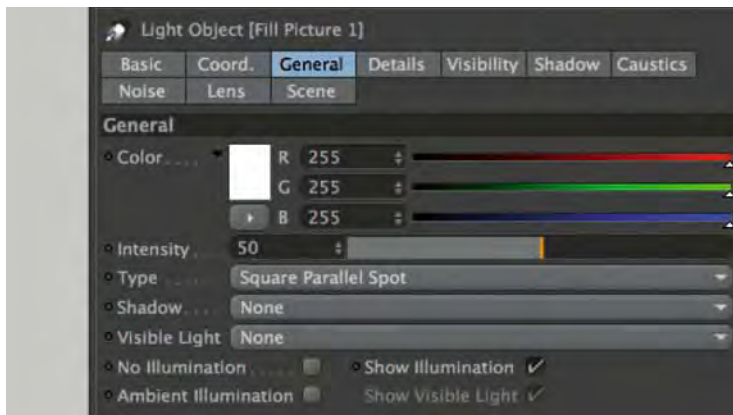 Light Object [Fill Picture 1]
Basic Coord. General Details Visibility Shadow Caustics
Noise Lens Scene
General
Color R 255
G 255
B 255
Intensity 50
Type Square Parallel Spot
Shadow None
Visible Light None
No Illumination Show Illumination
Ambient Illumination Show Visible Light